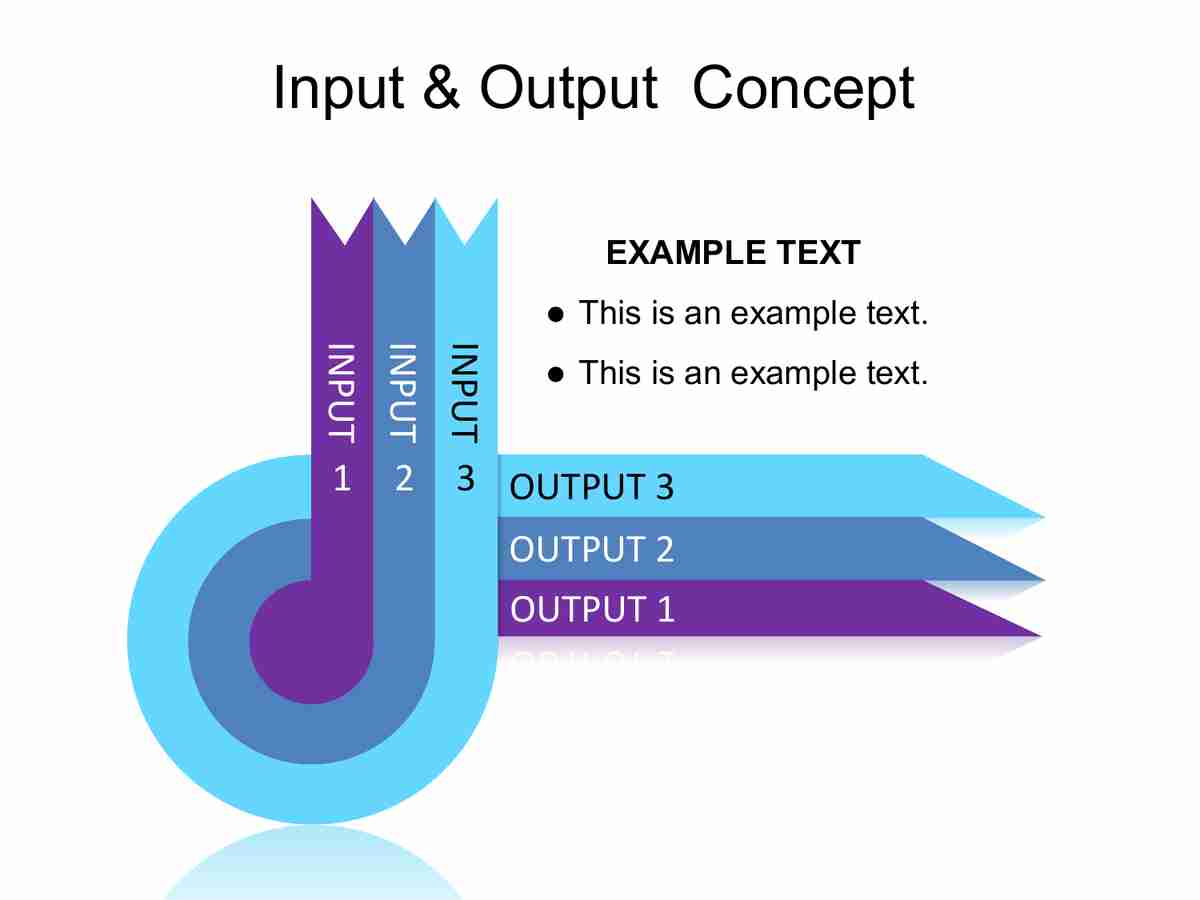 Input & Output  Concept
EXAMPLE TEXT
● This is an example text.
● This is an example text.
INPUT 1
INPUT 2
INPUT 3
OUTPUT 3
OUTPUT 2
OUTPUT 1